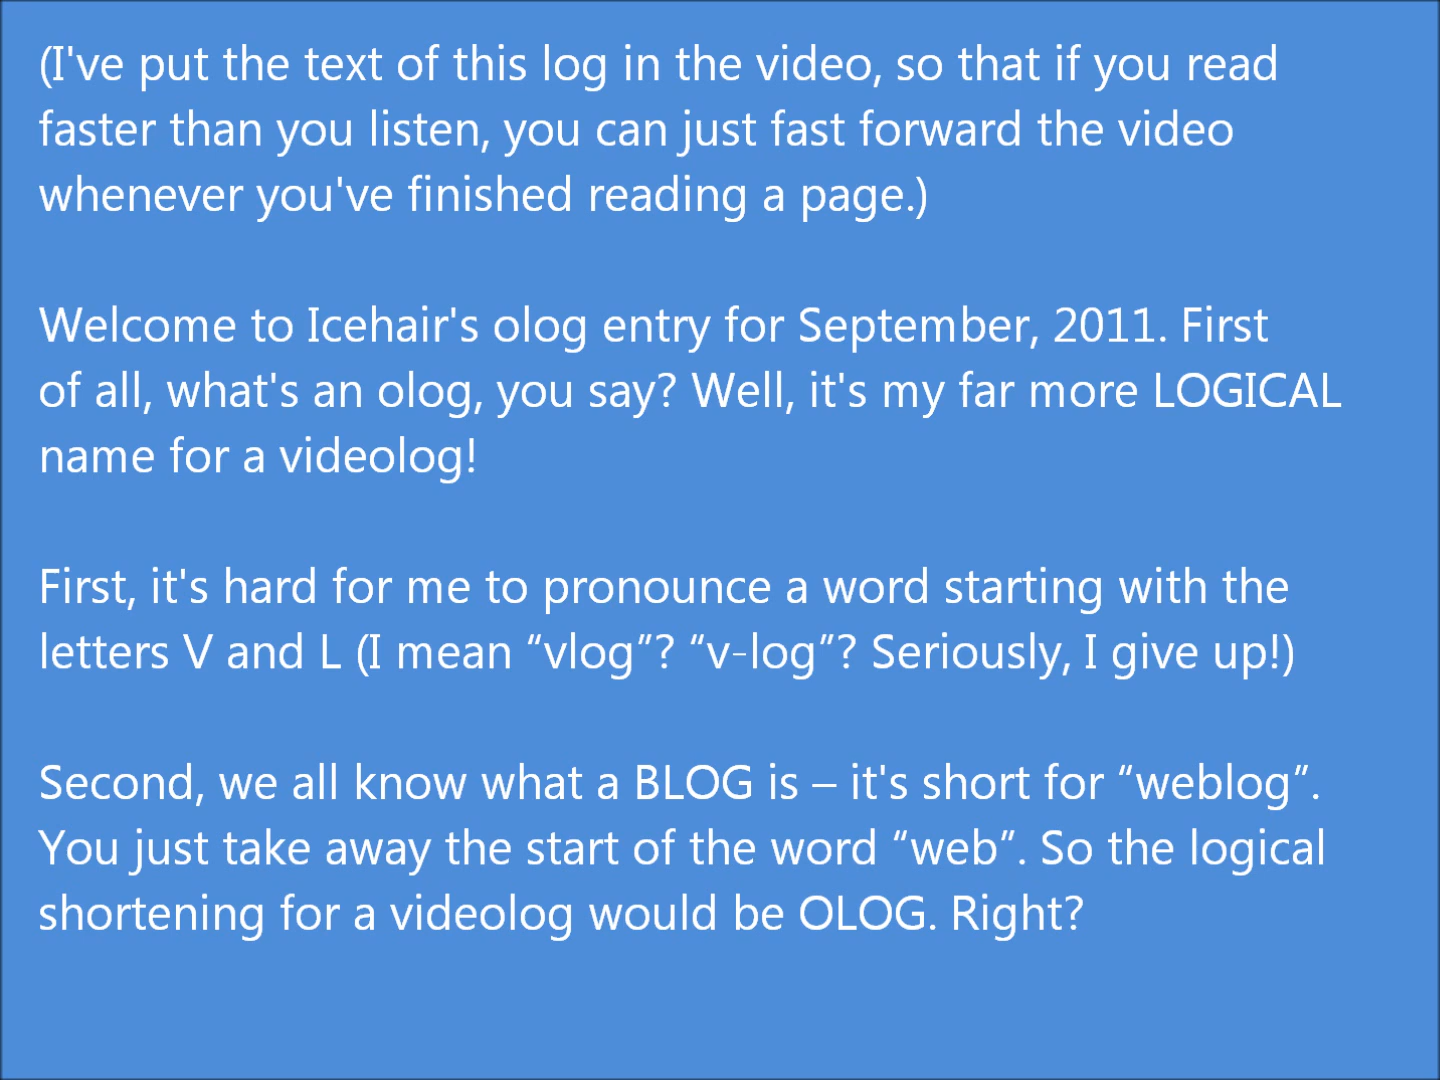 (I've put the text of this log in the video, so that if you read
faster than you listen, you can just fast forward the video
whenever you've finished reading a page.)
Welcome to Icehair's olog entry for September, 2011. First
of all, what's an olog, you say? Well, it's my far more LOGICAL
name for a videolog!
First, it's hard for me to pronounce a word starting with the
letters V and L (I mean “vlog”? “v-log”? Seriously, I give up!)
Second, we all know what a BLOG is – it's short for “weblog”.
You just take away the start of the word “web”. So the logical
shortening for a videolog would be OLOG. Right?